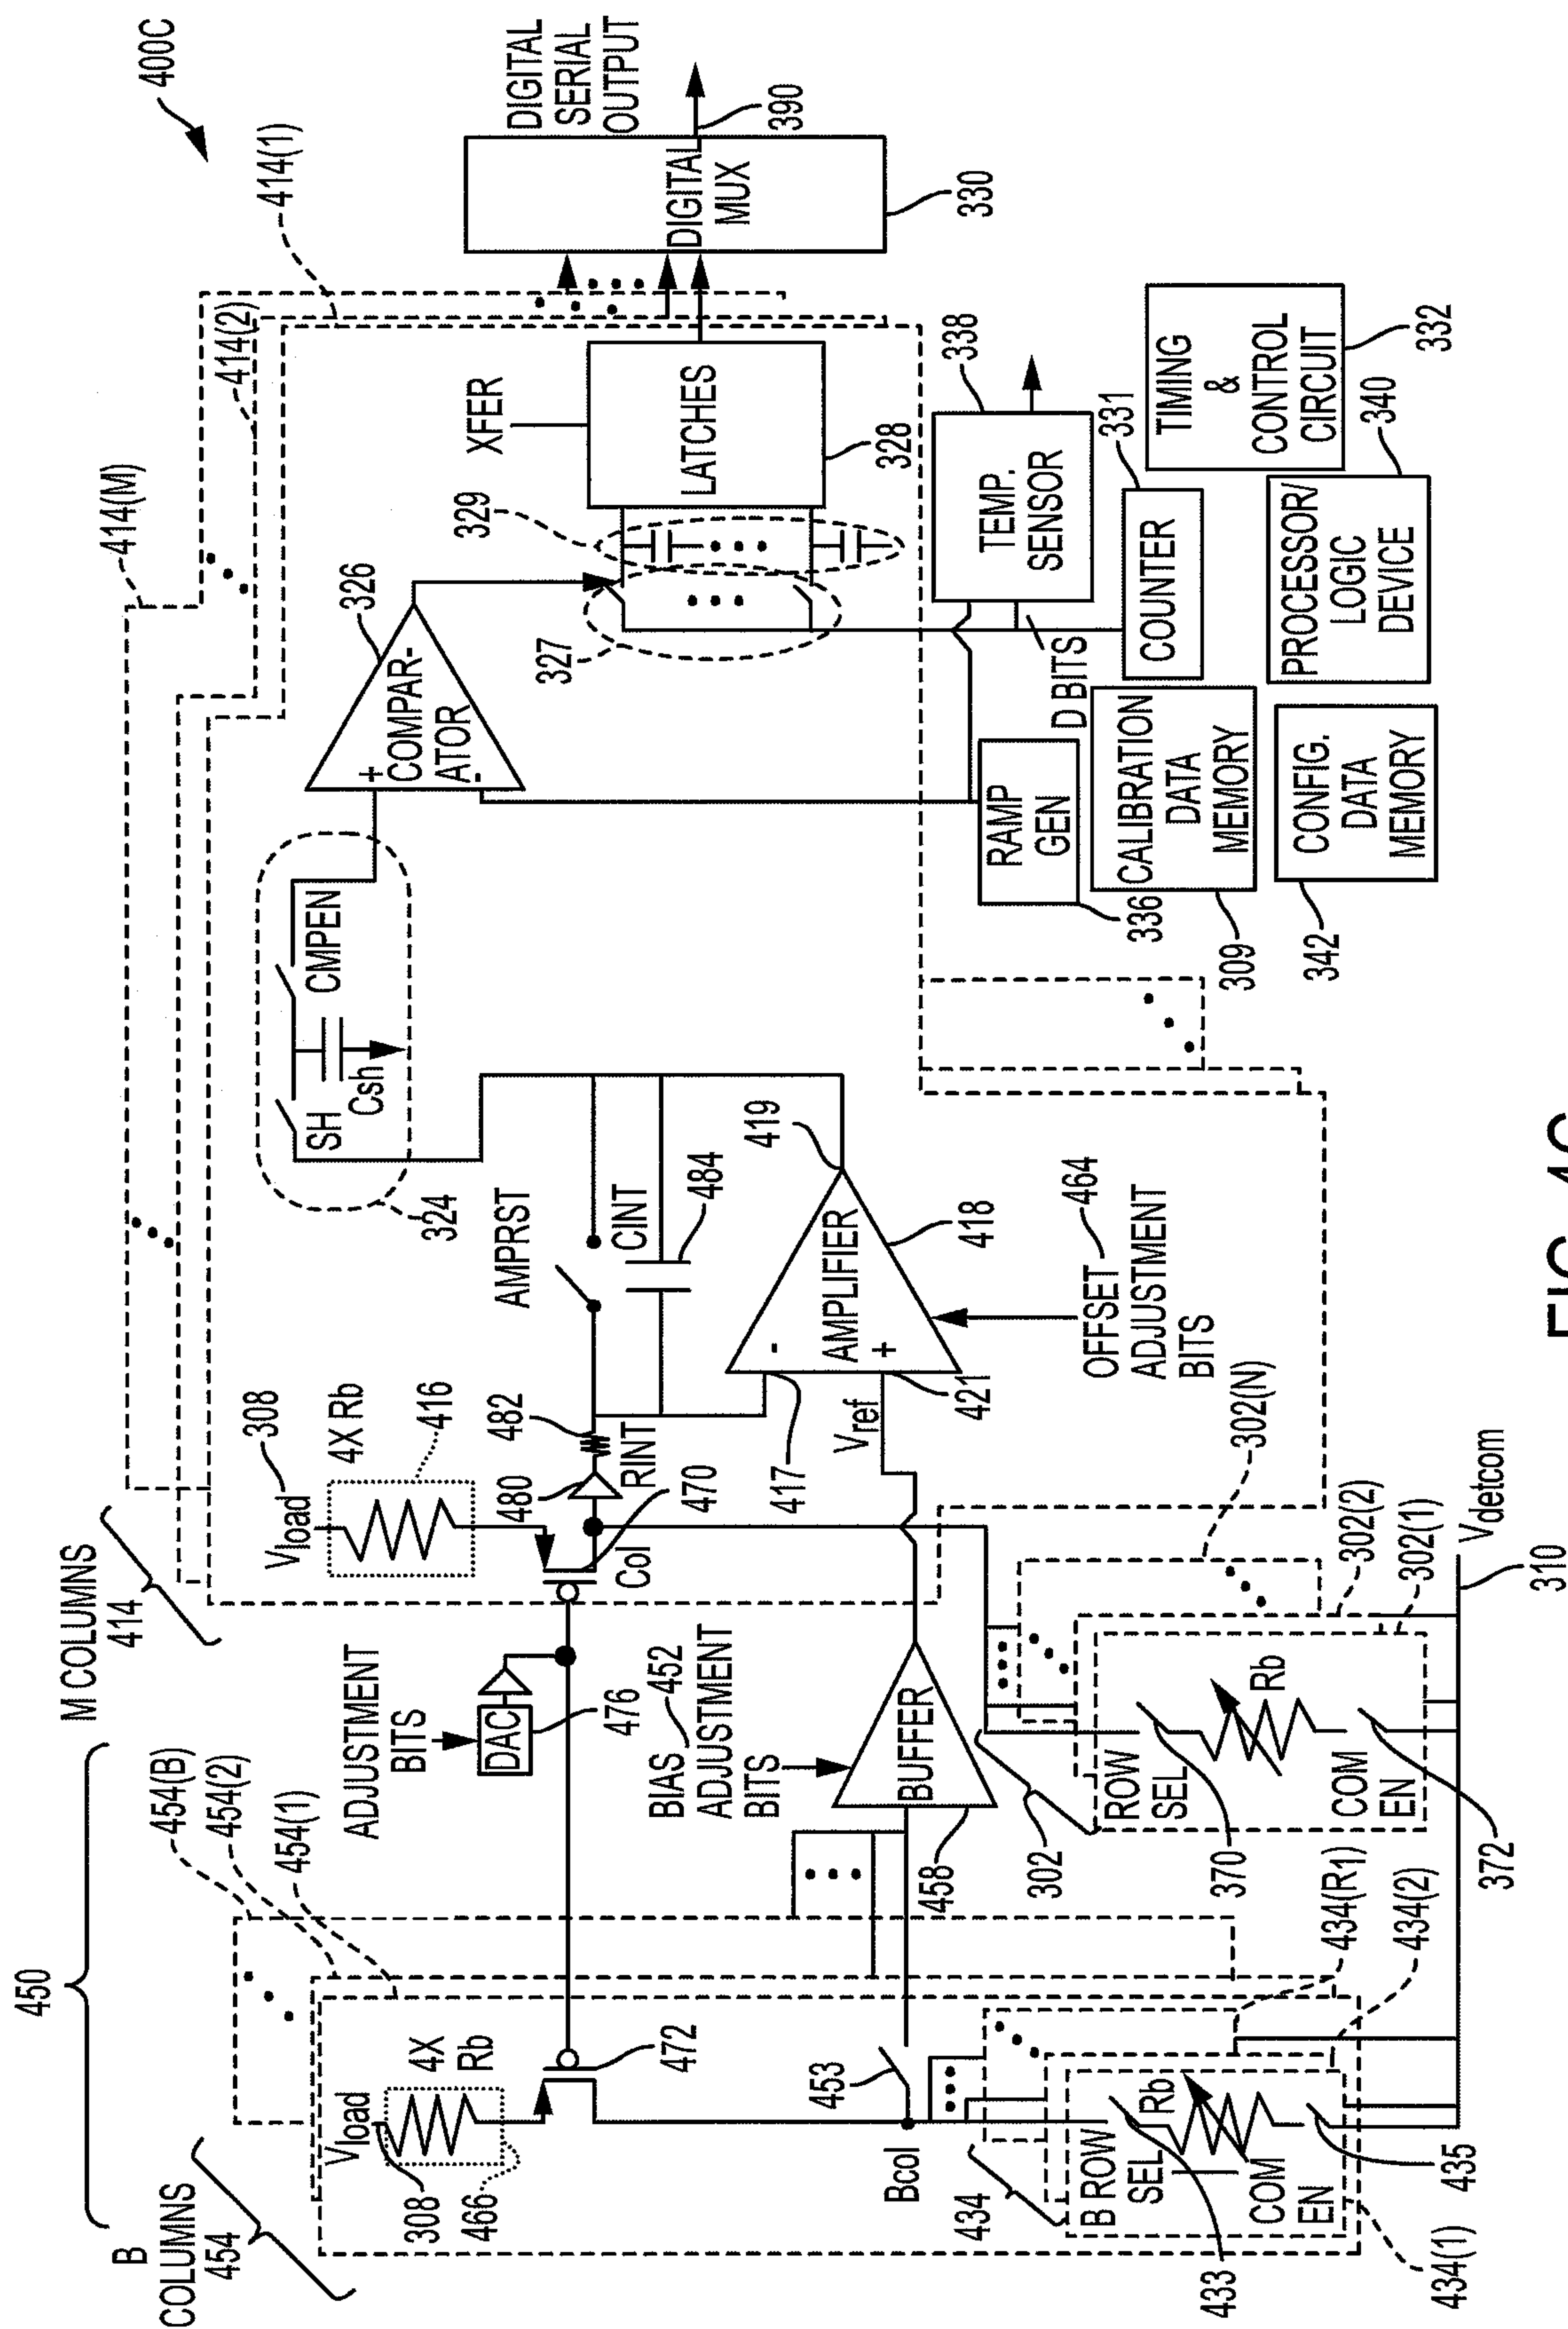 400C
M COLUMNS
414
414(M)
414(2)
414(1)
450
B
COLUMNS
454
454(B)
454(2)
454(1)
Vload
308
4X
Rb
466
472
Bcol
453
434
B ROW
SEL
Rb
COM
EN
433
435
434(1)
434(2)
434(R1)
ADJUSTMENT
BITS
DAC
476
BIAS 452
ADJUSTMENT
BITS
BUFFER
458
302
ROW
SEL
Rb
COM
EN
370
372
302(1)
302(2)
302(N)
Vdetcom
310
Vload
308
4X Rb
416
Col
470
480
RINT
482
AMPRST
CINT
484
417
Vref
421
-
+
AMPLIFIER
418
419
OFFSET 464
ADJUSTMENT
BITS
324
SH
Csh
CMPEN
+
-
COMPAR-
ATOR
326
327
329
XFER
LATCHES
328
DIGITAL
MUX
330
390
DIGITAL
SERIAL
OUTPUT
RAMP
GEN
336
D BITS
TEMP.
SENSOR
338
COUNTER
331
CALIBRATION
DATA
MEMORY
309
TIMING
&
CONTROL
CIRCUIT
332
PROCESSOR/
LOGIC
DEVICE
340
CONFIG.
DATA
MEMORY
342